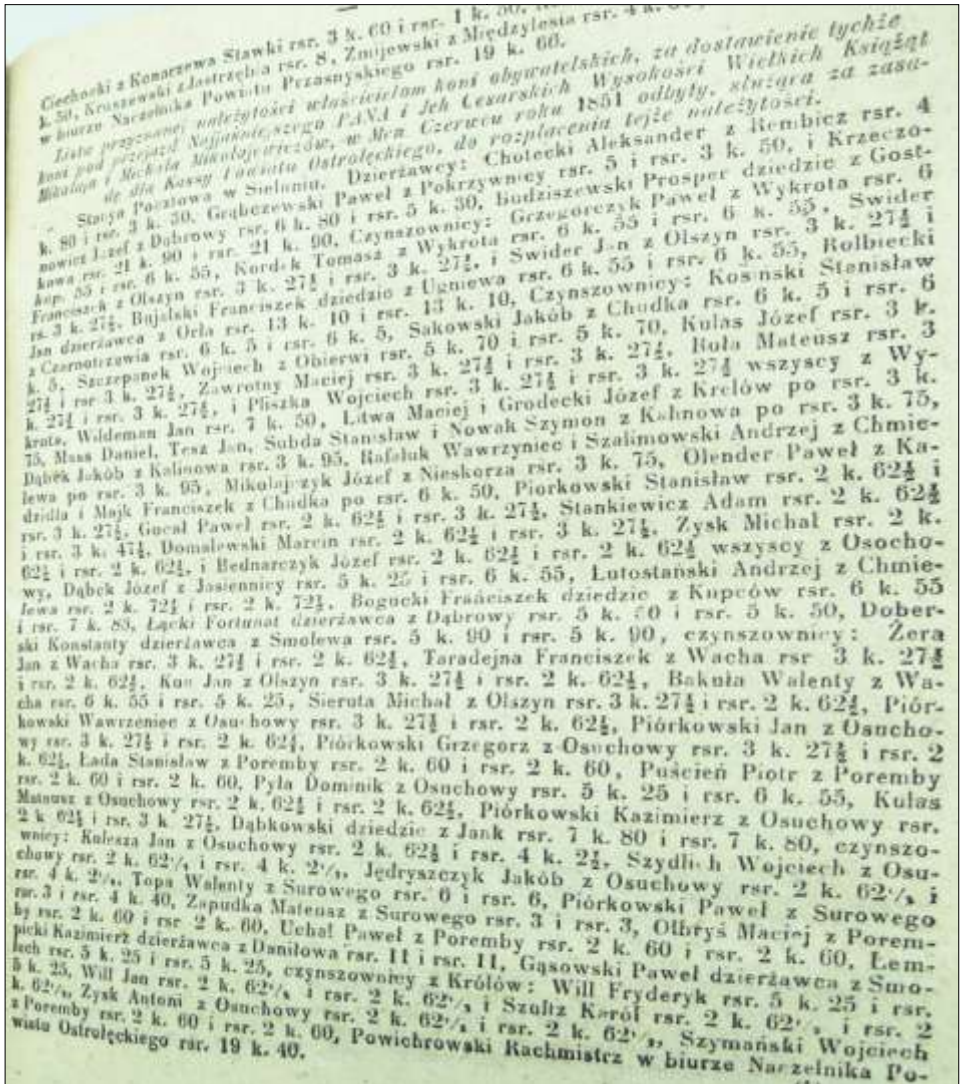 Ciechocki z Konarzewa Stawki rsr. 3 k. 60 i rsr. 1 k. 50,
k. 50, Kruszewski z Jastrzębia rsr. 8, Żmijewski z Międzylesia rsr. 4 k.
w biurze Naczelnika Powiatu Przasnyskiego rsr. 19 k. 60.
Lista przyznanej należytości właścicielom koni obywatelskich, za dostawienie tychże
koni pod przejazd Najjaśniejszego PANA i Jch Cesarskich Wysokości Wielkich Książąt
Mikołaja i Michała Mikołajewiczów, w Mcu Czerwcu roku 1851 odbyty, służąca za zasa-
dę dla Kassy Powiatu Ostrołęckiego, do rozpłacenia tejże należytości.
Stacya Pocztowa w Sieluniu. Dzierżawcy: Chotecki Aleksander z Rembicz rsr. 4
k. 80 i rsr. 3 k. 50, Grąbczewski Paweł z Pokrzywnicy rsr. 5 i rsr. 3 k. 50, i Krzeczo-
nowicz Józef z Dąbrowy rsr. 6 k. 80 i rsr. 5 k. 30, Budziszewski Prosper dziedzic z Gost-
kowa rsr. 21 k. 90 i rsr. 21 k. 90, Czynszownicy: Grzegorczyk Paweł z Wykrota rsr. 6
kop. 55 i rsr. 6 k. 55, Kordek Tomasz z Wykrota rsr. 6 k. 55 i rsr. 6 k. 55, Swider
Franciszek z Olszyn rsr. 3 k. 27½ i rsr. 3 k. 27½, i Swider Jan z Olszyn rsr. 3 k. 27½ i
rs. 3 k. 27½, Bujalski Franciszek dziedzic z Ugniewa rsr. 6 k. 55 i rsr. 6 k. 55, Rolbiecki
Jan dzierżawca z Orła rsr. 13 k. 10 i rsr. 13 k. 10, Czynszownicy: Kosiński Stanisław
z Czarnotrzewia rsr. 6 k. 5 i rsr. 6 k. 5, Sakowski Jakób z Chudka rsr. 6 k. 5 i rsr. 6
k. 5, Szczepanek Wojciech z Obierwi rsr. 5 k. 70 i rsr. 5 k. 70, Kulas Józef rsr. 3 k.
27½ i rsr 3 k. 27½, Zawrotny Maciej rsr. 3 k. 27½ i rsr. 3 k. 27½, Rola Mateusz rsr. 3
k. 27½ i rsr. 3 k. 27½, i Pliszka Wojciech rsr. 3 k. 27½ i rsr. 3 k. 27½ wszyscy z Wy-
krota, Wildeman Jan rsr. 7 k. 50, Litwa Maciej i Grodecki Józef z Krelów po rsr. 3 k.
75, Maas Daniel, Tesz Jan, Subda Stanisław i Nowak Szymon z Kalinowa po rsr. 3 k. 75,
Dąbek Jakób z Kalinowa rsr. 3 k. 95, Rafaluk Wawrzyniec i Szalimowski Andrzej z Chmie-
lewa po rsr. 3 k. 95, Mikołajczyk Józef z Nieskorza rsr. 3 k. 75, Olender Paweł z Ka-
dzidła i Majk Franciszek z Chudka po rsr. 6 k. 50, Piorkowski Stanisław rsr. 2 k. 62½ i
rsr. 3 k. 27½, Gocał Paweł rsr. 2 k. 62½ i rsr. 3 k. 27½, Stankiewicz Adam rsr. 2 k. 62½
i rsr. 3 k. 47½, Domalewski Marcin rsr. 2 k. 62½ i rsr. 3 k. 27½, Zysk Michał rsr. 2 k.
62½ i rsr. 2 k. 62½, i Bednarczyk Józef rsr. 2 k. 62½ i rsr. 2 k. 62½ wszyscy z Osocho-
wy, Dąbek Józef z Jasiennicy rsr. 5 k. 25 i rsr. 6 k. 55, Lutostański Andrzej z Chmie-
lewa rsr. 2 k. 72½ i rsr. 2 k. 72½, Bogucki Franciszek dziedzic z Kupców rsr. 6 k. 55
i rsr. 7 k. 85, Łącki Fortunat dzierżawca z Dąbrowy rsr. 5 k. 50 i rsr. 5 k. 50, Dober-
ski Konstanty dzierżawca z Smolewa rsr. 5 k. 90 i rsr. 5 k. 90, czynszownicy: Żera
Jan z Wacha rsr. 3 k. 27½ i rsr. 2 k. 62½, Taradejna Franciszek z Wacha rsr 3 k. 27½
i rsr. 2 k. 62½, Kun Jan z Olszyn rsr. 3 k. 27½ i rsr. 2 k. 62½, Bakuła Walenty z Wa-
cha rsr. 6 k. 55 i rsr. 5 k. 25, Sierota Michał z Olszyn rsr. 3 k. 27½ i rsr. 2 k. 62½, Piór-
kowski Wawrzeniec z Osuchowy rsr. 3 k. 27½ i rsr. 2 k. 62½, Piórkowski Jan z Osucho-
wy rsr. 3 k. 27½ i rsr. 2 k. 62½, Piórkowski Grzegorz z Osuchowy rsr. 3 k. 27½ i rsr. 2
k. 62½, Łada Stanisław z Poremby rsr. 2 k. 60 i rsr. 2 k. 60, Puścień Piotr z Poremby
rsr. 2 k. 60 i rsr. 2 k. 60, Pyła Dominik z Osuchowy rsr. 5 k. 25 i rsr. 6 k. 55, Kulas
Mateusz z Osuchowy rsr. 2 k. 62½ i rsr. 2 k. 62½, Piórkowski Kazimierz z Osuchowy rsr.
2 k 62½ i rsr. 3 k. 27½, Dąbkowski dziedzic z Jank rsr. 7 k. 80 i rsr. 7 k. 80, czynszo-
wnicy: Kulesza Jan z Osuchowy rsr. 2 k. 62½ i rsr. 4 k. 2½, Szydlich Wojciech z Osu-
chowy rsr. 2 k. 62½ i rsr. 4 k. 2½, Jędryszczyk Jakób z Osuchowy rsr. 2 k. 62½ i
rsr. 4 k. 2½, Topa Walenty z Surowego rsr. 6 i rsr. 6, Piórkowski Paweł z Surowego
rsr. 3 i rsr. 4 k. 40, Zapudka Mateusz z Surowego rsr. 3 i rsr. 3, Olbryś Maciej z Porem-
by rsr. 2 k. 60 i rsr 2 k. 60, Uchal Paweł z Poremby rsr. 2 k. 60 i rsr. 2 k. 60, Łem-
picki Kazimierz dzierżawca z Daniłowa rsr. 11 i rsr. 11, Gąsowski Paweł dzierżawca z Smo-
lech rsr. 5 k. 25 i rsr. 5 k. 25, czynszownicy z Królów: Will Fryderyk rsr. 5 k. 25 i rsr.
5 k. 25, Will Jan rsr. 2 k. 62½ i rsr. 2 k. 62½ i Szoltz Karól rsr. 2 k. 62½ i rsr. 2
k. 62½, Zysk Antoni z Osuchowy rsr. 2 k. 62½ i rsr. 2 k. 62½, Szymański Wojciech
z Poremby rsr. 2 k. 60 i rsr. 2 k. 60, Powichrowski Rachmistrz w biurze Naczelnika Po-
wiatu Ostrołęckiego rsr. 19 k. 40.